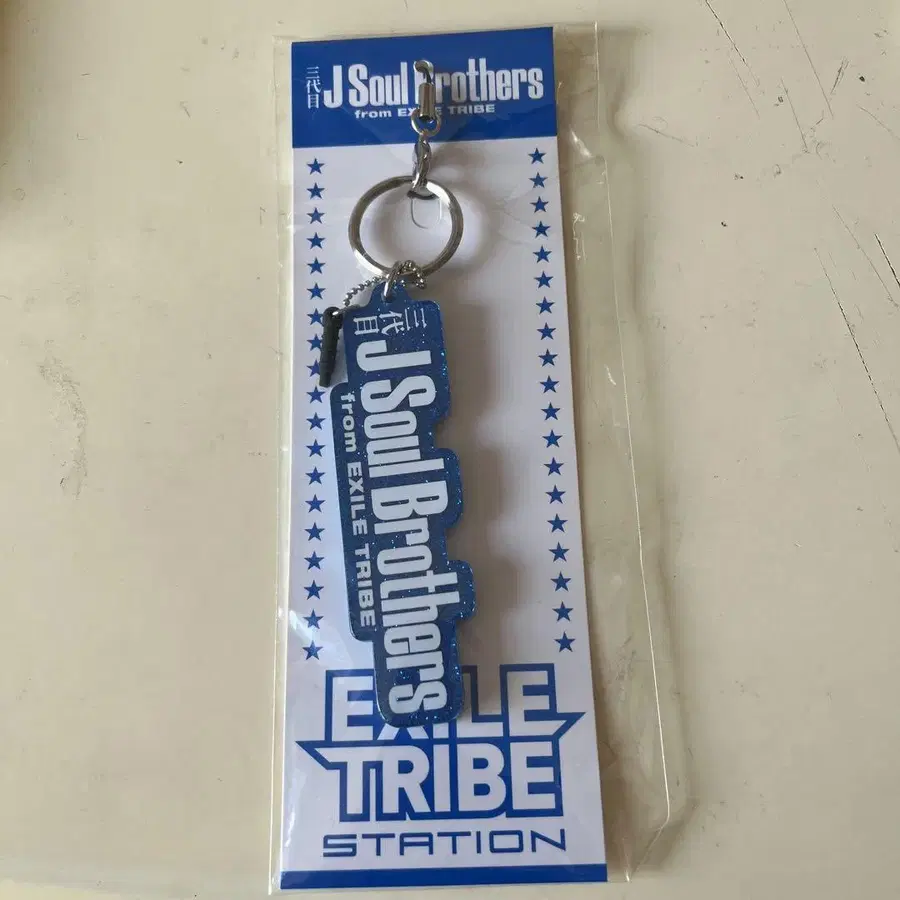 三代目 J Soul Brothers
from EXILE TRIBE
三代目 J Soul Brothers
from EXILE TRIBE
EXILE
TRIBE
STATION